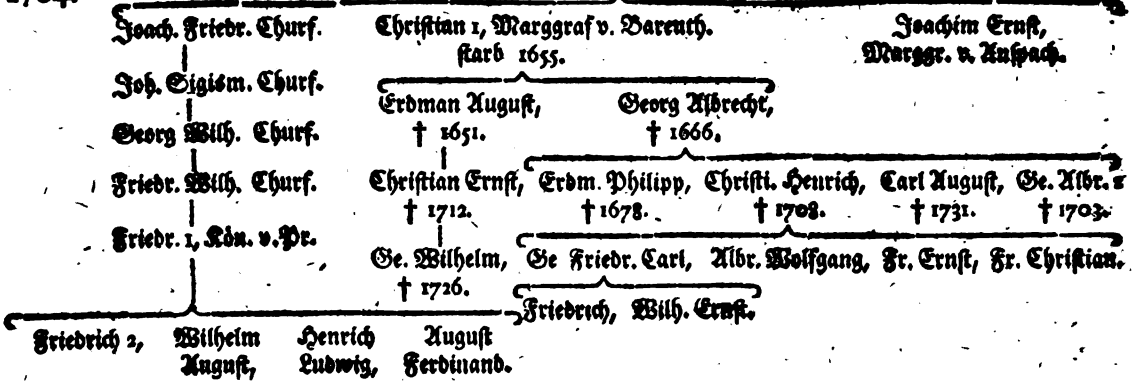 1704.
Joach. Friedr. Churf. Christian 1, Marggraf v. Bareuth. Joachim Ernst,
starb 1655. Marggr. v. Anspach.
Joh. Sigism. Churf.
Erdman August, Georg Albrecht,
Georg Wilh. Churf. † 1651. † 1666.
Friedr. Wilh. Churf. Christian Ernst, Erdm. Philipp, Christi. Henrich, Carl August, Ge. Albr.
† 1712. † 1678. † 1708. † 1731. † 1703.
Friedr. 1, Kön. v. Pr.
Ge. Wilhelm, Ge Friedr. Carl, Albr. Wolfgang, Fr. Ernst, Fr. Christian.
† 1726.
Friedrich, Wilh. Ernst.
Friedrich 2, Wilhelm Henrich August
August, Ludwig, Ferdinand.